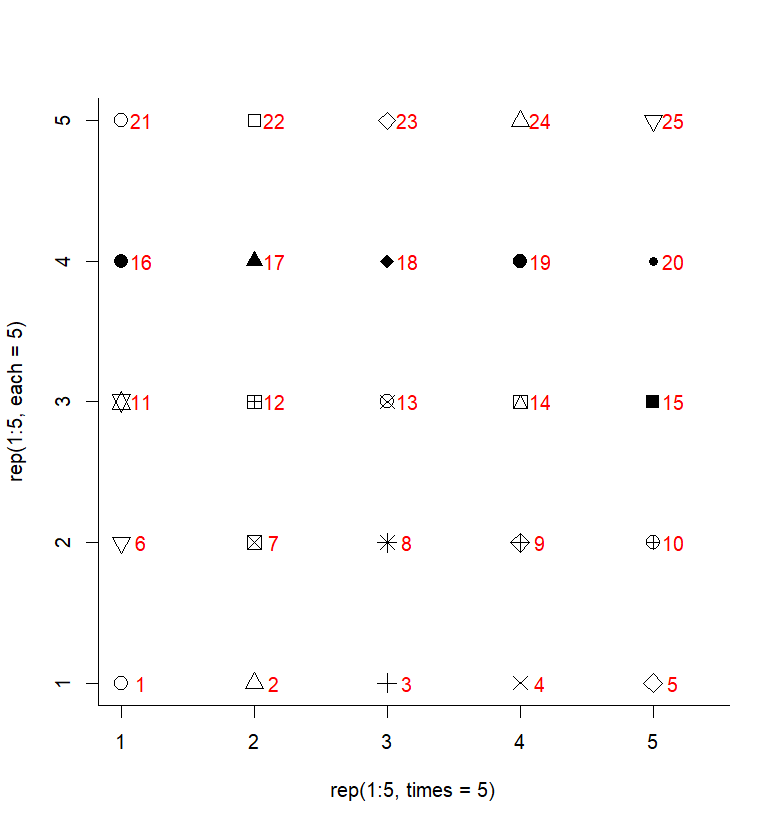 5 21 22 23 24 25
4 16 17 18 19 20
3 11 12 13 14 15
2 6 7 8 9 10
1 1 2 3 4 5
rep(1:5, each = 5)
1 2 3 4 5
rep(1:5, times = 5)